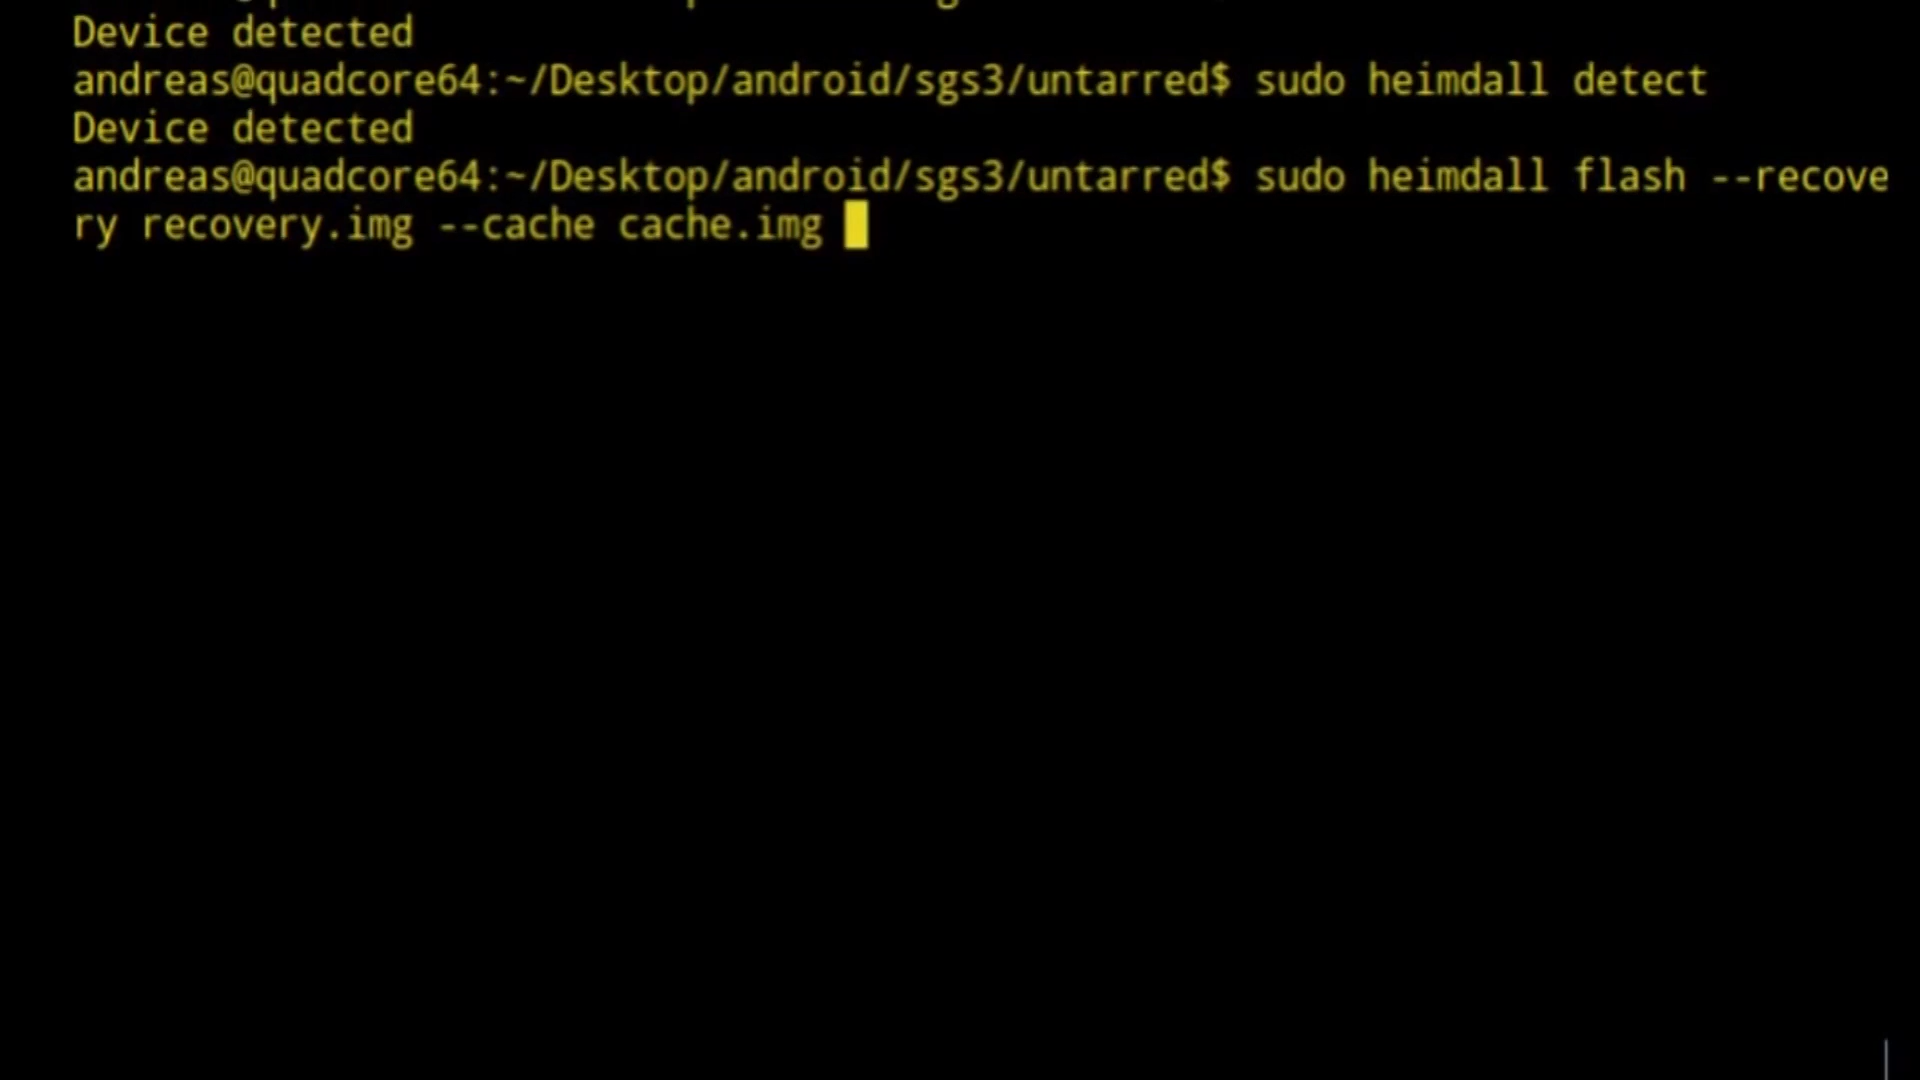 Device detected
andreas@quadcore64:~/Desktop/android/sgs3/untarred$ sudo heimdall detect
Device detected
andreas@quadcore64:~/Desktop/android/sgs3/untarred$ sudo heimdall flash --recove
ry recovery.img --cache cache.img